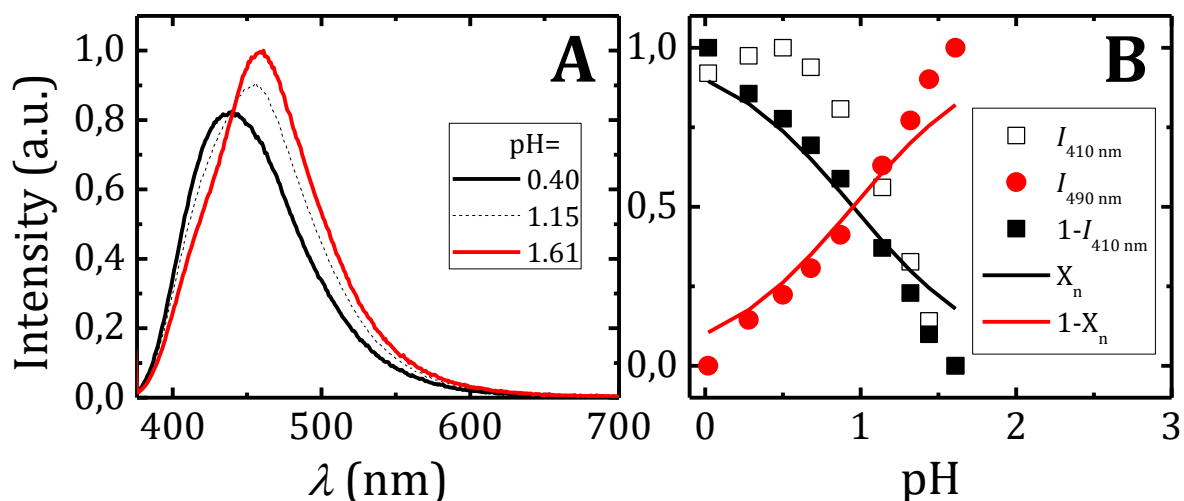 A
Intensity (a.u.)
1,0
0,8
0,6
0,4
0,2
0,0
pH=
0.40
1.15
1.61
400 500 600 700
λ (nm)
B
1,0
0,5
0,0
I410 nm
I490 nm
1-I410 nm
Xn
1-Xn
0 1 2 3
pH